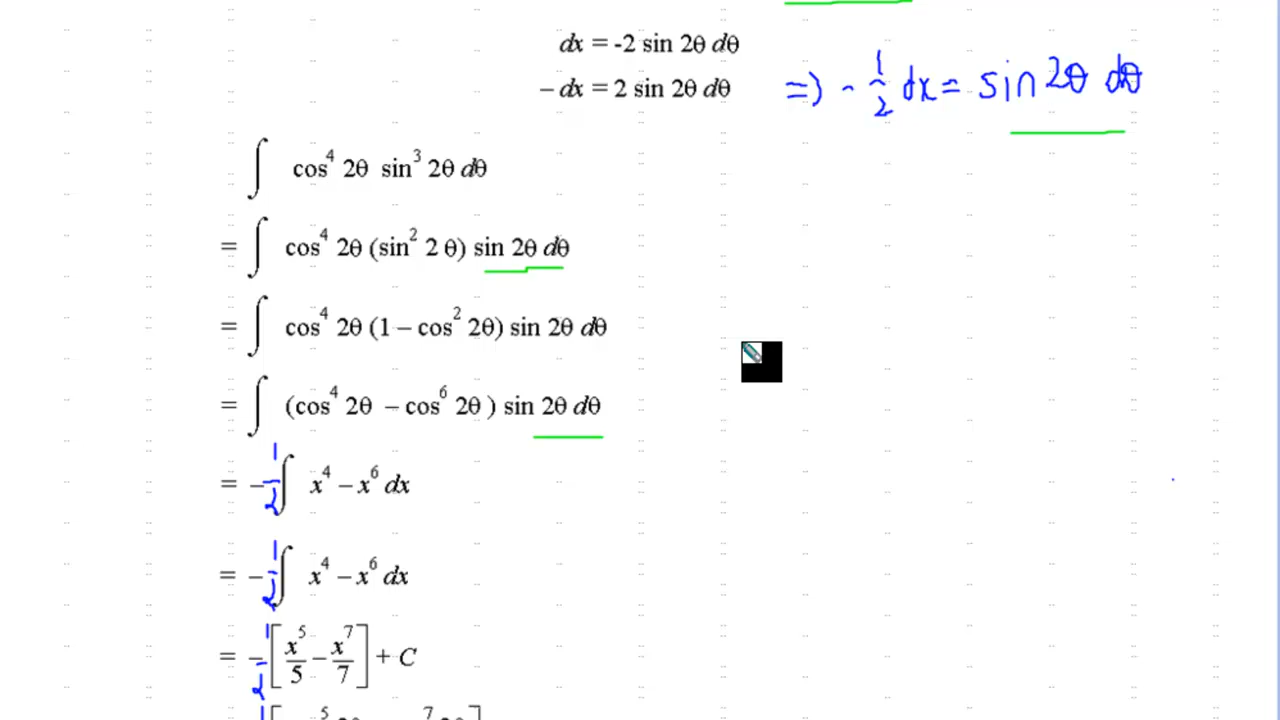 dx = -2 sin 2θ dθ
– dx = 2 sin 2θ dθ ⇒ - 1/2 dx = sin 2θ dθ
∫ cos⁴ 2θ sin³ 2θ dθ
= ∫ cos⁴ 2θ (sin² 2 θ) sin 2θ dθ
= ∫ cos⁴ 2θ (1 – cos² 2θ) sin 2θ dθ
= ∫ (cos⁴ 2θ – cos⁶ 2θ ) sin 2θ dθ
= – 1/2 ∫ x⁴ – x⁶ dx
= – 1/2 ∫ x⁴ – x⁶ dx
= – 1/2 [x⁵/5 – x⁷/7] + C